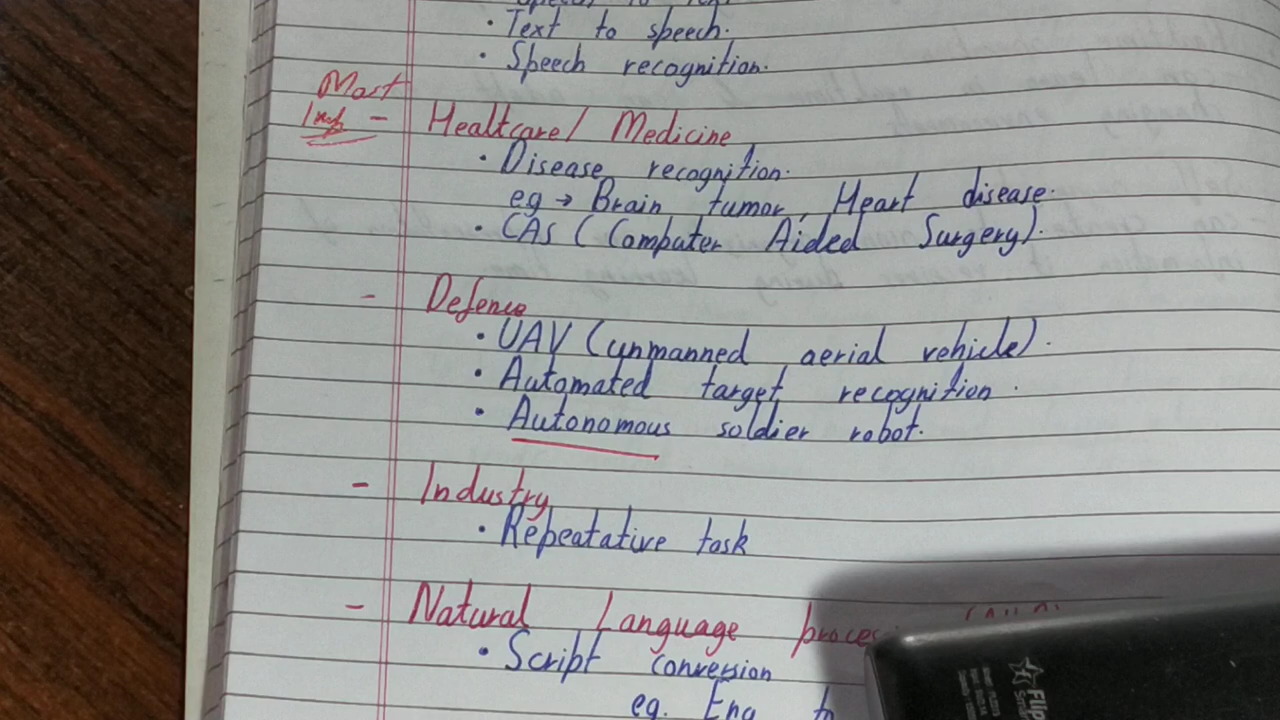 • Text to speech.
• Speech recognition.
Most
Imp - Healtcare/ Medicine
• Disease recognition.
eg → Brain tumor, Heart disease.
• CAS (Computer Aided Surgery).
- Defence
• UAV (unmanned aerial vehicle).
• Automated target recognition.
• Autonomous soldier robot.
- Industry
• Repeatative task
- Natural Language
• Script conversion
eg. Eng to
Flip